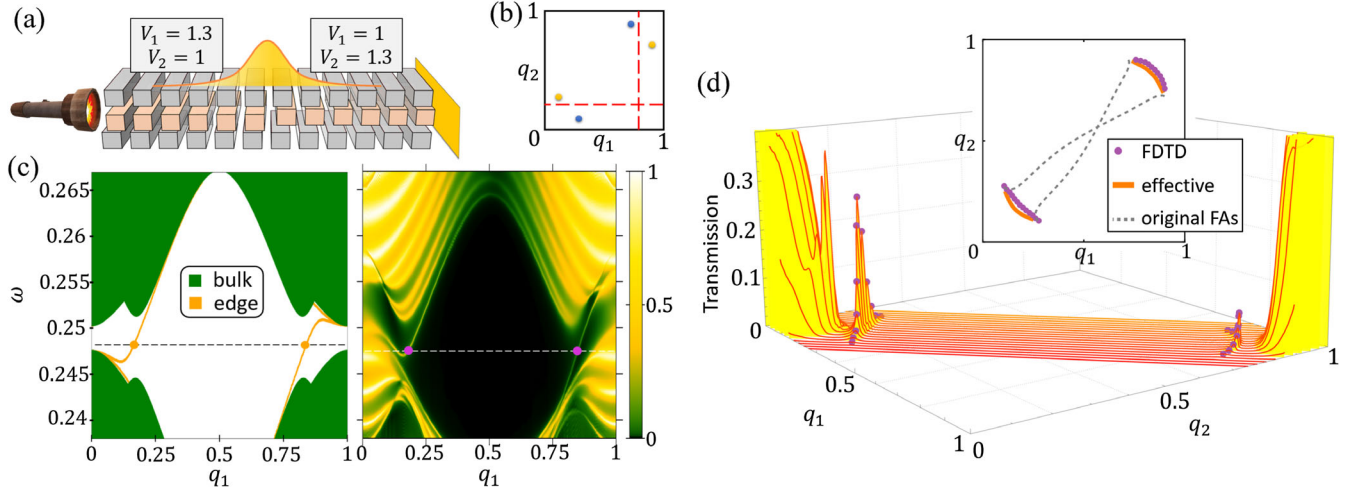 (a)
V₁ = 1.3
V₂ = 1
V₁ = 1
V₂ = 1.3
(b)
1
q₂
0
q₁
1
(c)
0.265
0.26
0.255
ω
0.25
0.245
0.24
bulk
edge
0
0.25
0.5
0.75
1
q₁
0
0.25
0.5
0.75
1
q₁
1
0.5
0
(d)
Transmission
0.3
0.2
0.1
0
0.5
q₁
1
0
0.5
q₂
1
1
q₂
0
q₁
1
FDTD
effective
original FAs